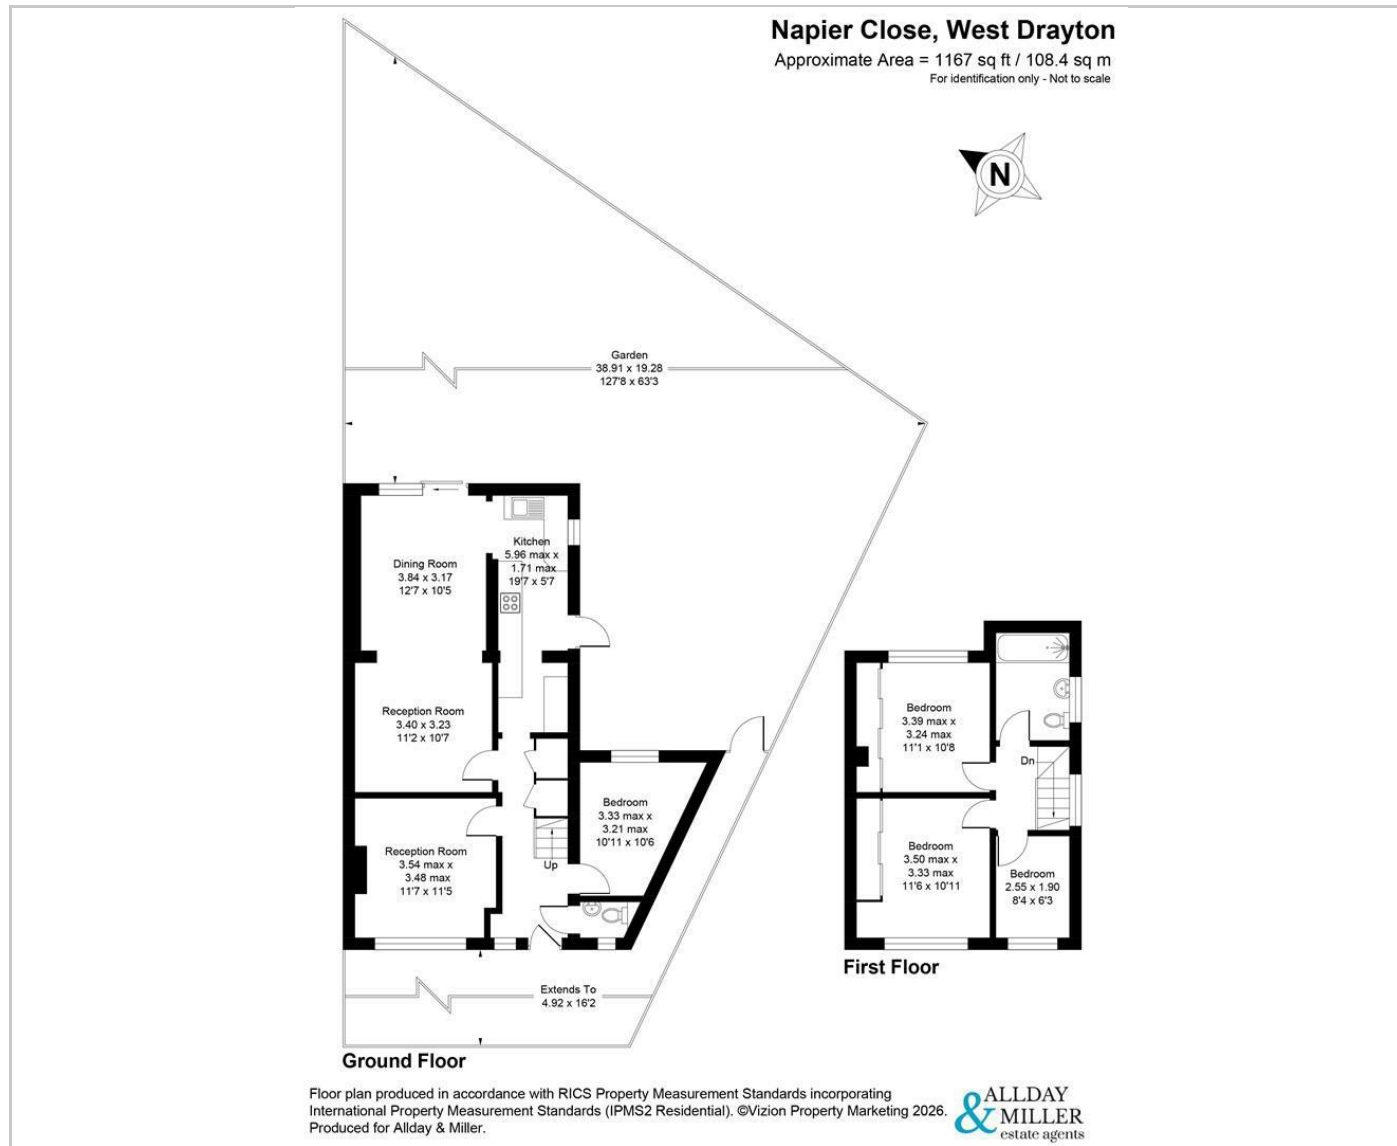 Napier Close, West Drayton
Approximate Area = 1167 sq ft / 108.4 sq m
For identification only - Not to scale
N
Garden
38.91 x 19.28
127'8 x 63'3
Kitchen
5.96 max x
1.71 max
19'7 x 5'7
Dining Room
3.84 x 3.17
12'7 x 10'5
Reception Room
3.40 x 3.23
11'2 x 10'7
Bedroom
3.33 max x
3.21 max
10'11 x 10'6
Reception Room
3.54 max x
3.48 max
11'7 x 11'5
Up
Extends To
4.92 x 16'2
Ground Floor
Bedroom
3.39 max x
3.24 max
11'1 x 10'8
Dn
Bedroom
3.50 max x
3.33 max
11'6 x 10'11
Bedroom
2.55 x 1.90
8'4 x 6'3
First Floor
Floor plan produced in accordance with RICS Property Measurement Standards incorporating
International Property Measurement Standards (IPMS2 Residential). ©Vizion Property Marketing 2026.
Produced for Allday & Miller.
ALLDAY
& MILLER
estate agents